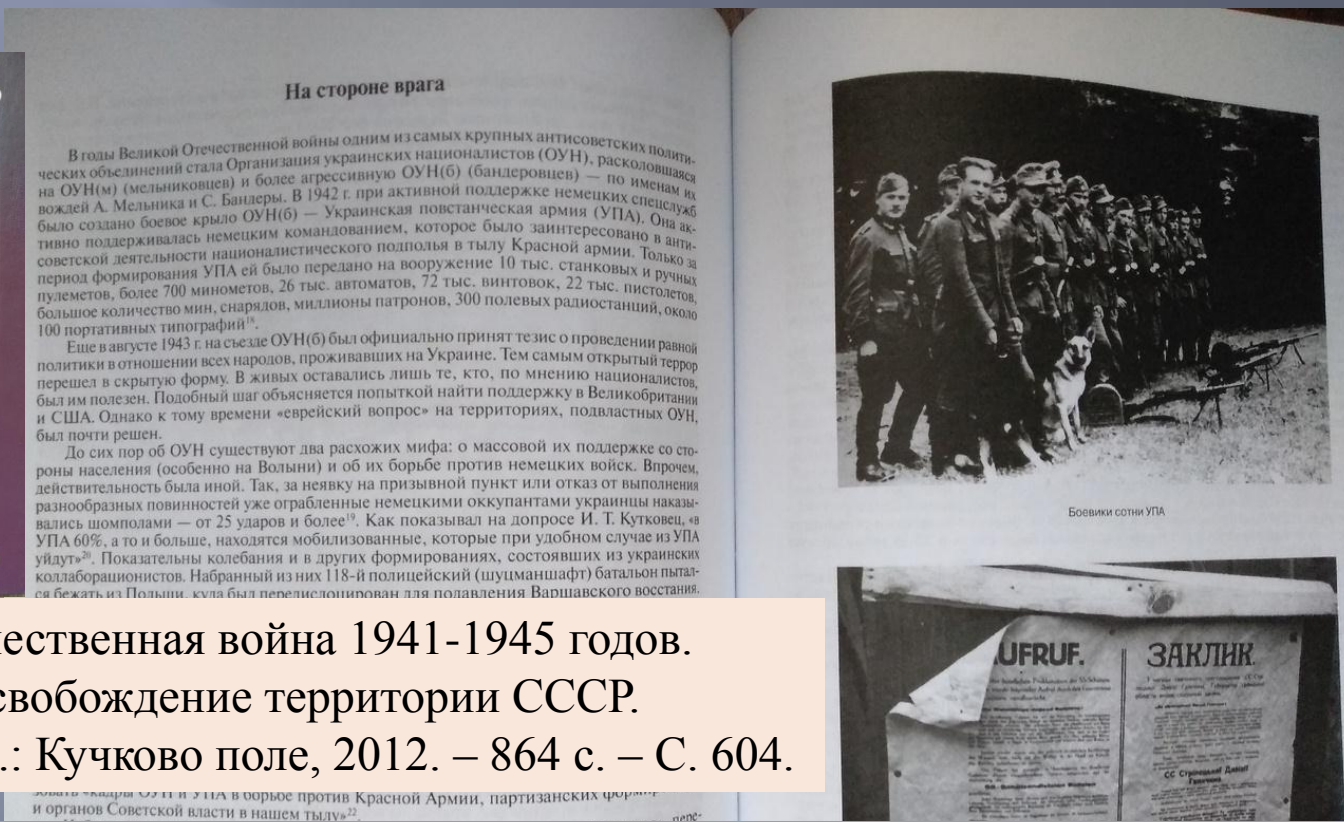 На стороне врага
В годы Великой Отечественной войны одним из самых крупных антисоветских полити-
ческих объединений стала Организация украинских националистов (ОУН), расколовшаяся
на ОУН(м) (мельниковцев) и более агрессивную ОУН(б) (бандеровцев) — по именам их
вождей А. Мельника и С. Бандеры. В 1942 г. при активной поддержке немецких спецслужб
было создано боевое крыло ОУН(б) — Украинская повстанческая армия (УПА). Она ак-
тивно поддерживалась немецким командованием, которое было заинтересовано в анти-
советской деятельности националистического подполья в тылу Красной армии. Только за
период формирования УПА ей было передано на вооружение 10 тыс. станковых и ручных
пулеметов, более 700 минометов, 26 тыс. автоматов, 72 тыс. винтовок, 22 тыс. пистолетов,
большое количество мин, снарядов, миллионы патронов, 300 полевых радиостанций, около
100 портативных типографий¹⁸.
Еще в августе 1943 г. на съезде ОУН(б) был официально принят тезис о проведении равной
политики в отношении всех народов, проживавших на Украине. Тем самым открытый террор
перешел в скрытую форму. В живых оставались лишь те, кто, по мнению националистов,
был им полезен. Подобный шаг объясняется попыткой найти поддержку в Великобритании
и США. Однако к тому времени «еврейский вопрос» на территориях, подвластных ОУН,
был почти решен.
До сих пор об ОУН существуют два расхожих мифа: о массовой их поддержке со сто-
роны населения (особенно на Волыни) и об их борьбе против немецких войск. Впрочем,
действительность была иной. Так, за неявку на призывной пункт или отказ от выполнения
разнообразных повинностей уже ограбленные немецкими оккупантами украинцы наказы-
вались шомполами — от 25 ударов и более¹⁹. Как показывал на допросе И. Т. Кутковец, «в
УПА 60%, а то и больше, находятся мобилизованные, которые при удобном случае из УПА
уйдут»²⁰. Показательны колебания и в других формированиях, состоявших из украинских
коллаборационистов. Набранный из них 118-й полицейский (шуцманшафт) батальон пытал-
ся бежать из Польши, куда был передислоцирован для подавления Варшавского восстания.
ественная война 1941-1945 годов.
свобождение территории СССР.
.: Кучково поле, 2012. – 864 с. – С. 604.
«кадры ОУН и УПА в борьбе против Красной Армии, партизанских
и органов Советской власти в нашем тылу»²²
Боевики сотни УПА
UFRUF.
ЗАКЛИК.
СС Стрілецької Дивізії